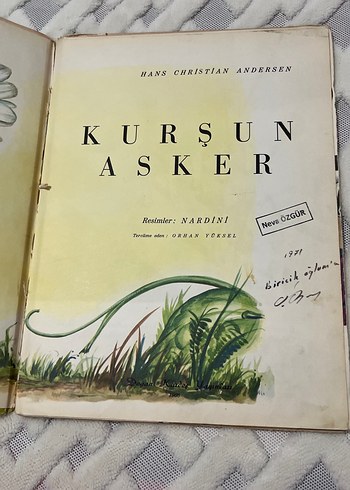 HANS CHRİSTİAN ANDERSEN
KURŞUN
ASKER
Resimler: NARDİNİ
Tercüme eden: ORHAN YÜKSEL
Neve ÖZGÜR
1971
Biricik oğluma